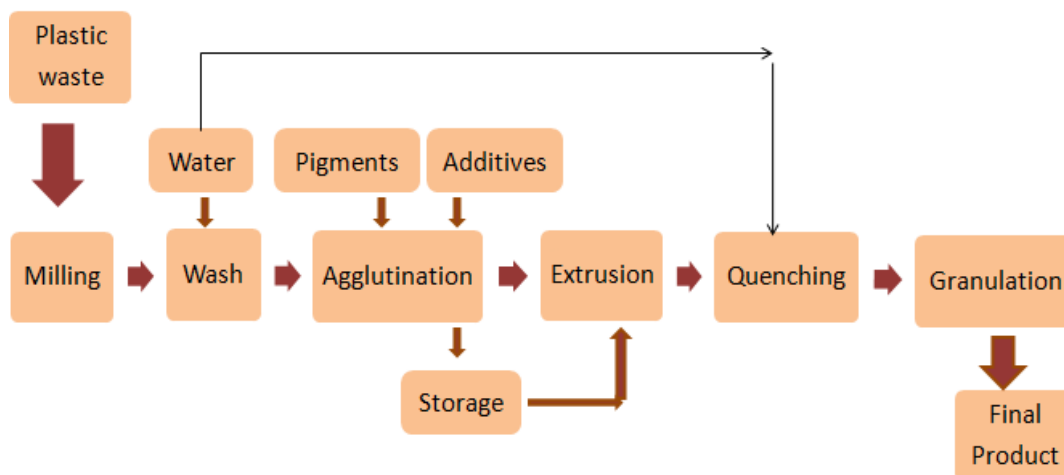 Plastic
waste
Water
Pigments
Additives
Milling
Wash
Agglutination
Extrusion
Quenching
Granulation
Storage
Final
Product